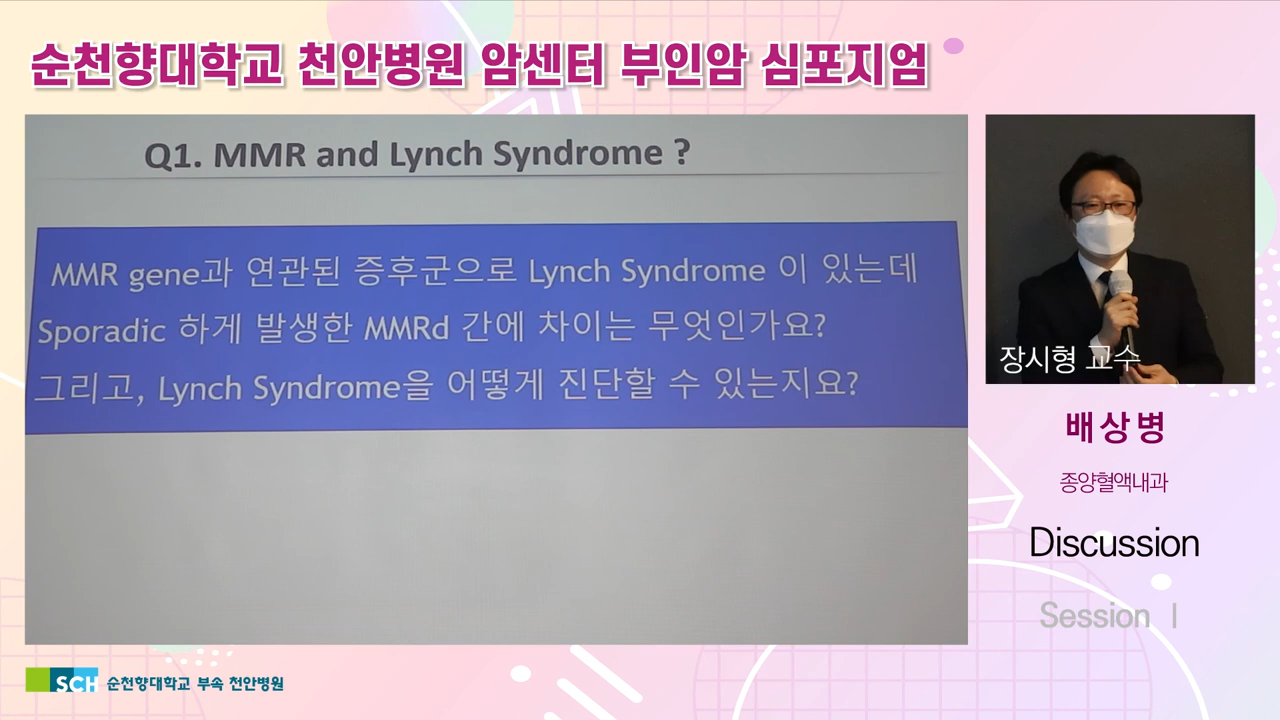 순천향대학교 천안병원 암센터 부인암 심포지엄
Q1. MMR and Lynch Syndrome ?
MMR gene과 연관된 증후군으로 Lynch Syndrome 이 있는데
Sporadic 하게 발생한 MMRd 간에 차이는 무엇인가요?
그리고, Lynch Syndrome을 어떻게 진단할 수 있는지요?
장시형 교수
배상병
종양혈액내과
Discussion
Session I
SCH 순천향대학교 부속 천안병원